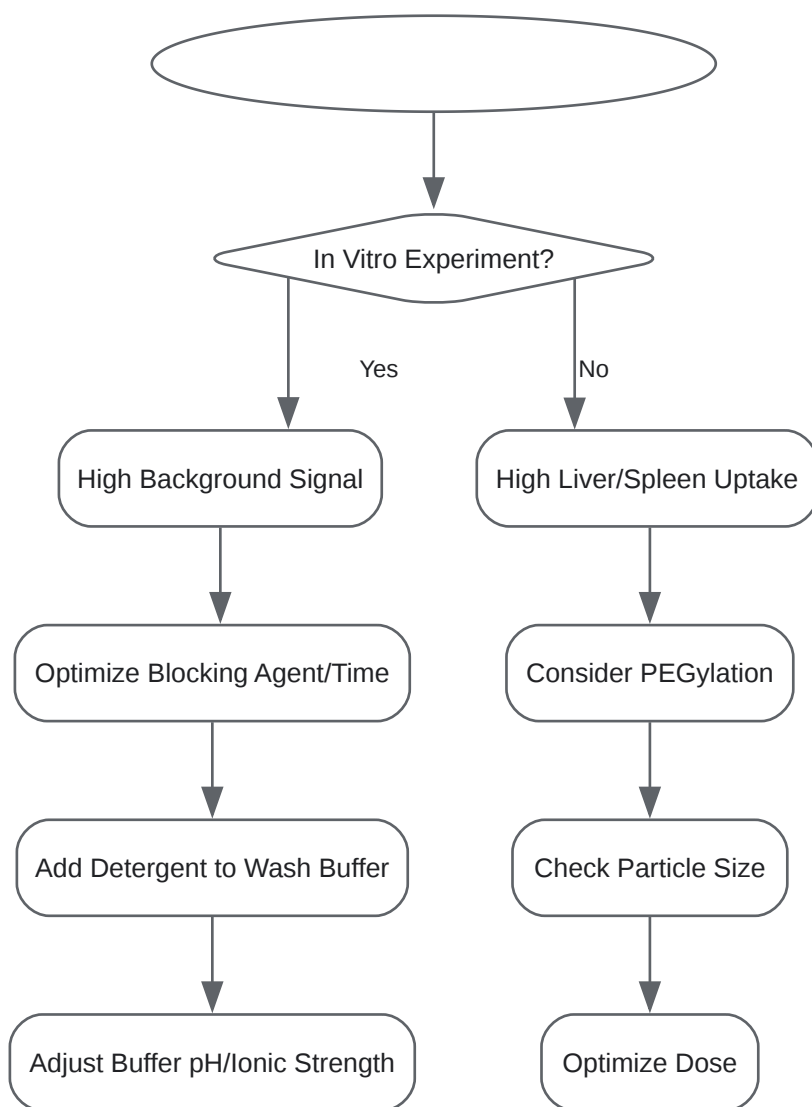 In Vitro Experiment?
Yes
No
High Background Signal
High Liver/Spleen Uptake
Optimize Blocking Agent/Time
Consider PEGylation
Add Detergent to Wash Buffer
Check Particle Size
Adjust Buffer pH/Ionic Strength
Optimize Dose